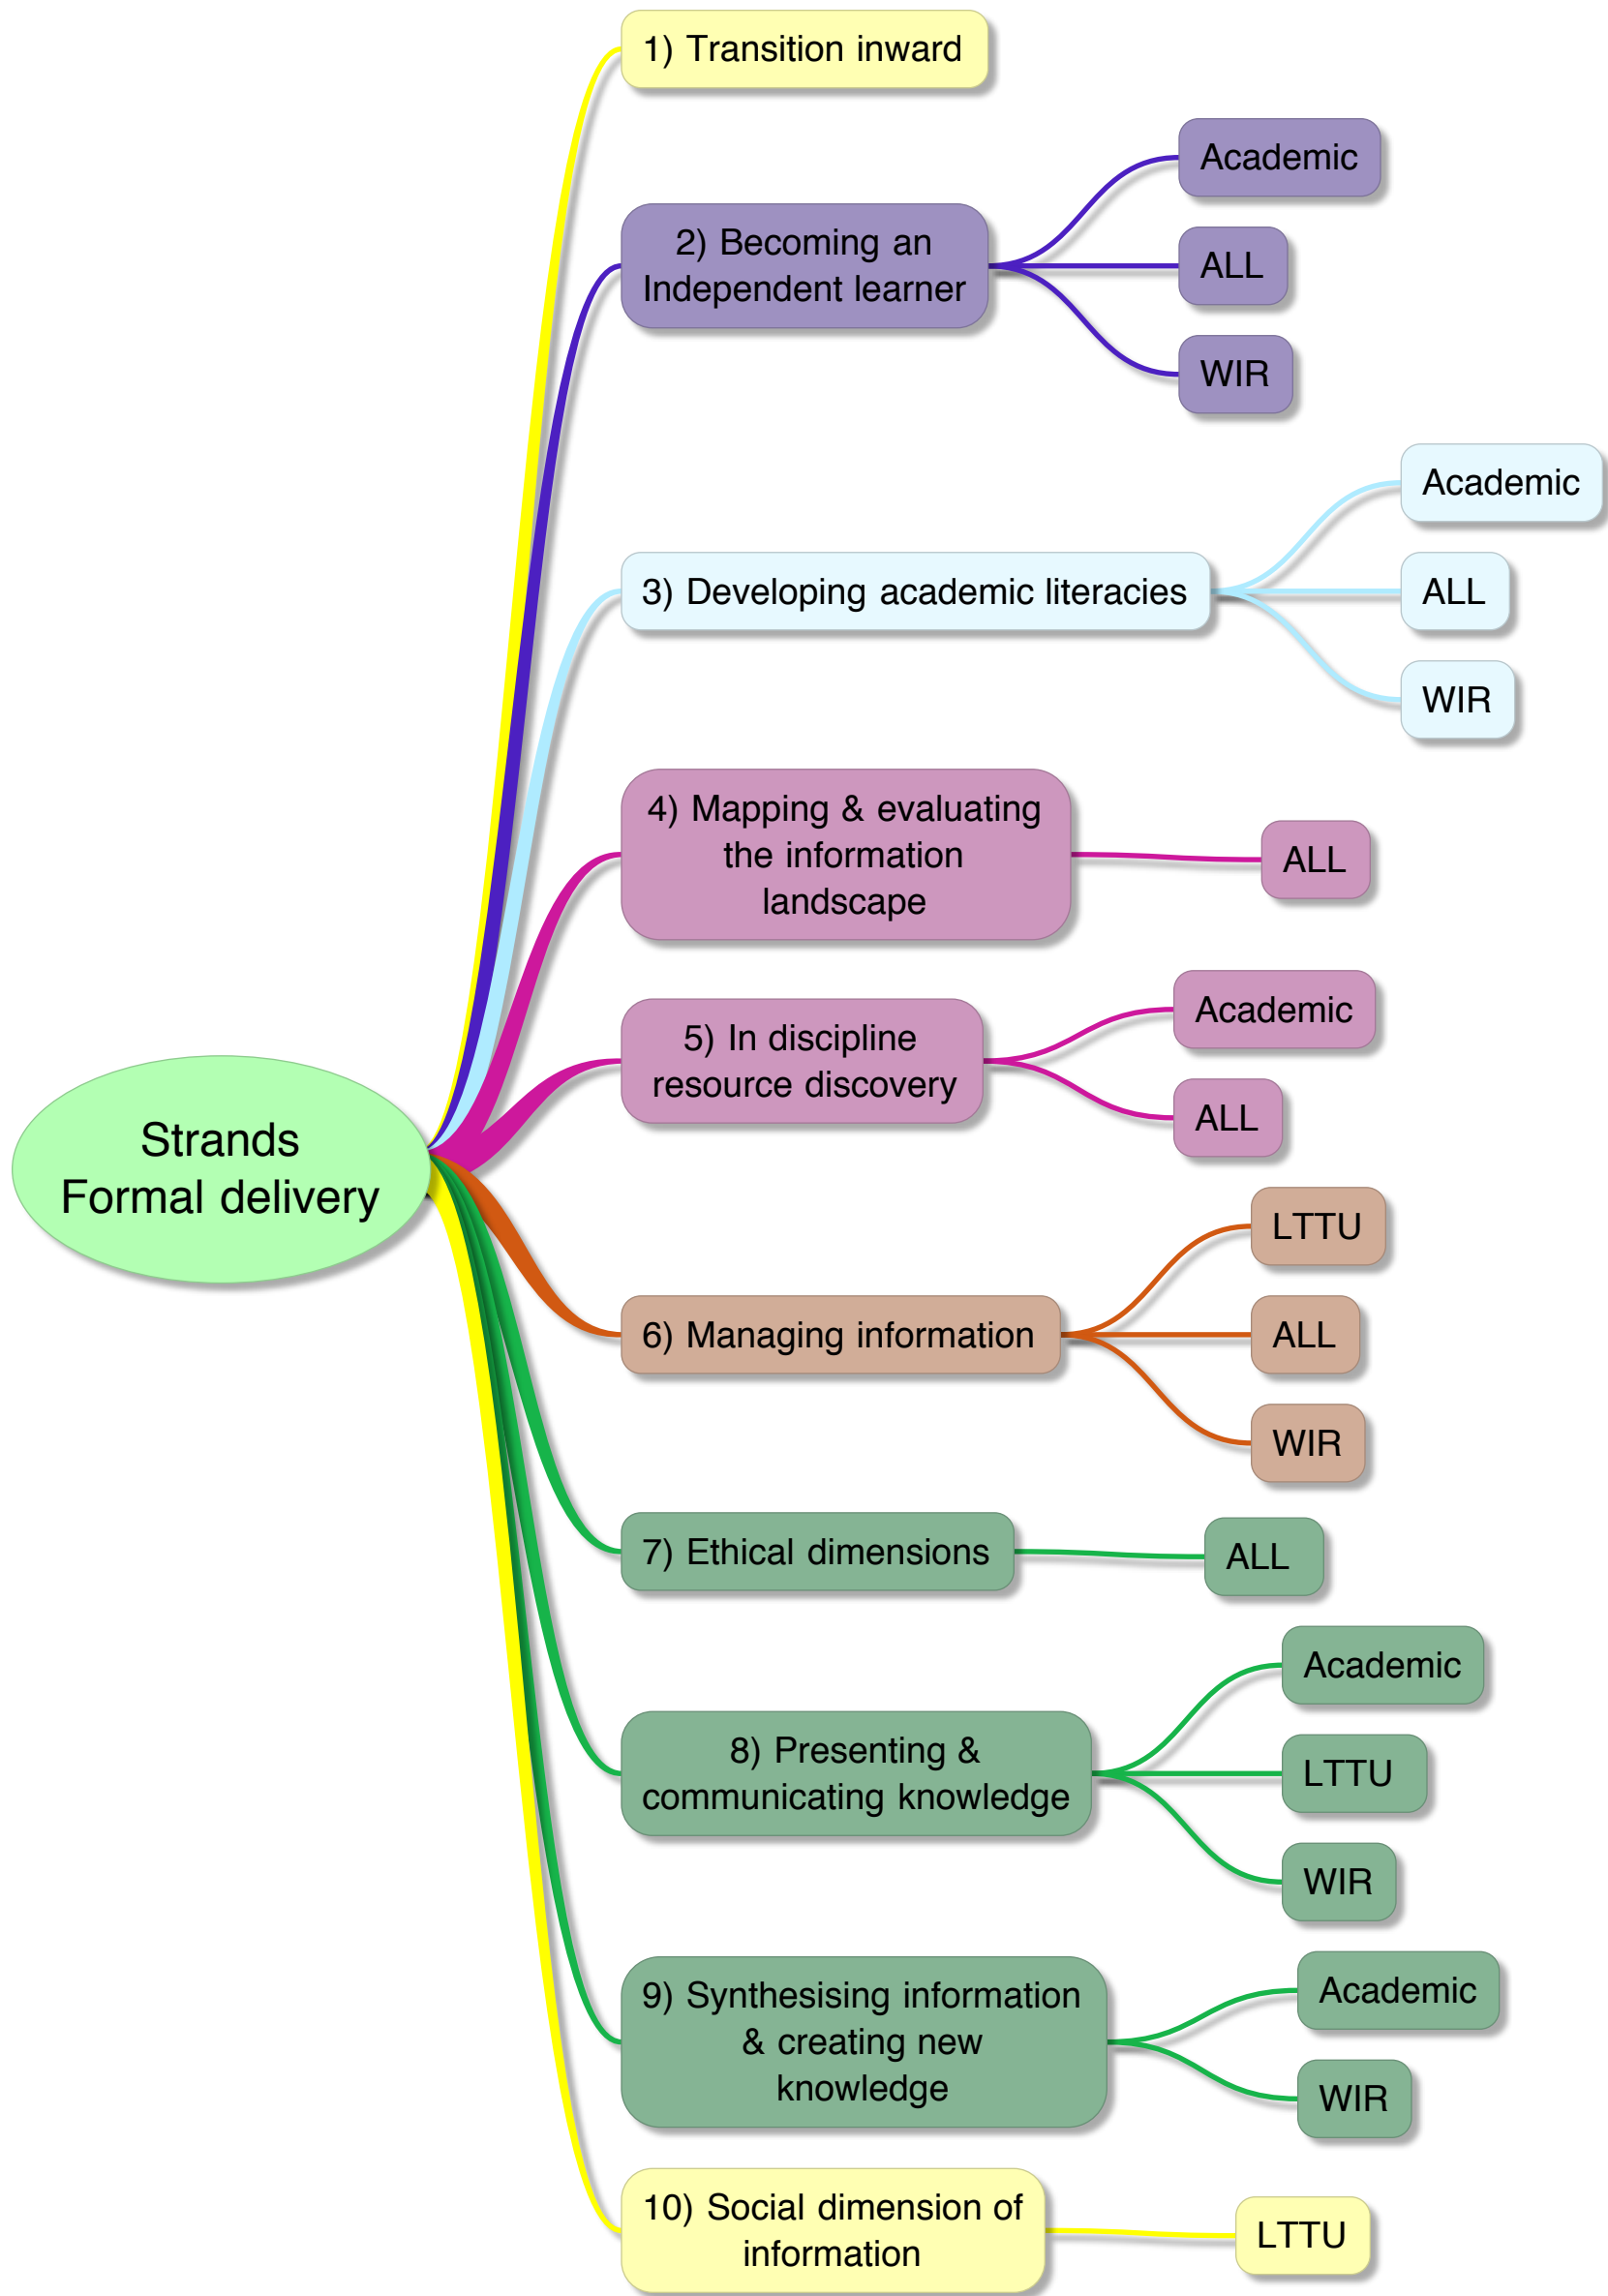 Strands
Formal delivery
1) Transition inward
2) Becoming an
Independent learner
Academic
ALL
WIR
3) Developing academic literacies
Academic
ALL
WIR
4) Mapping & evaluating
the information
landscape
ALL
5) In discipline
resource discovery
Academic
ALL
6) Managing information
LTTU
ALL
WIR
7) Ethical dimensions
ALL
8) Presenting &
communicating knowledge
Academic
LTTU
WIR
9) Synthesising information
& creating new
knowledge
Academic
WIR
10) Social dimension of
information
LTTU